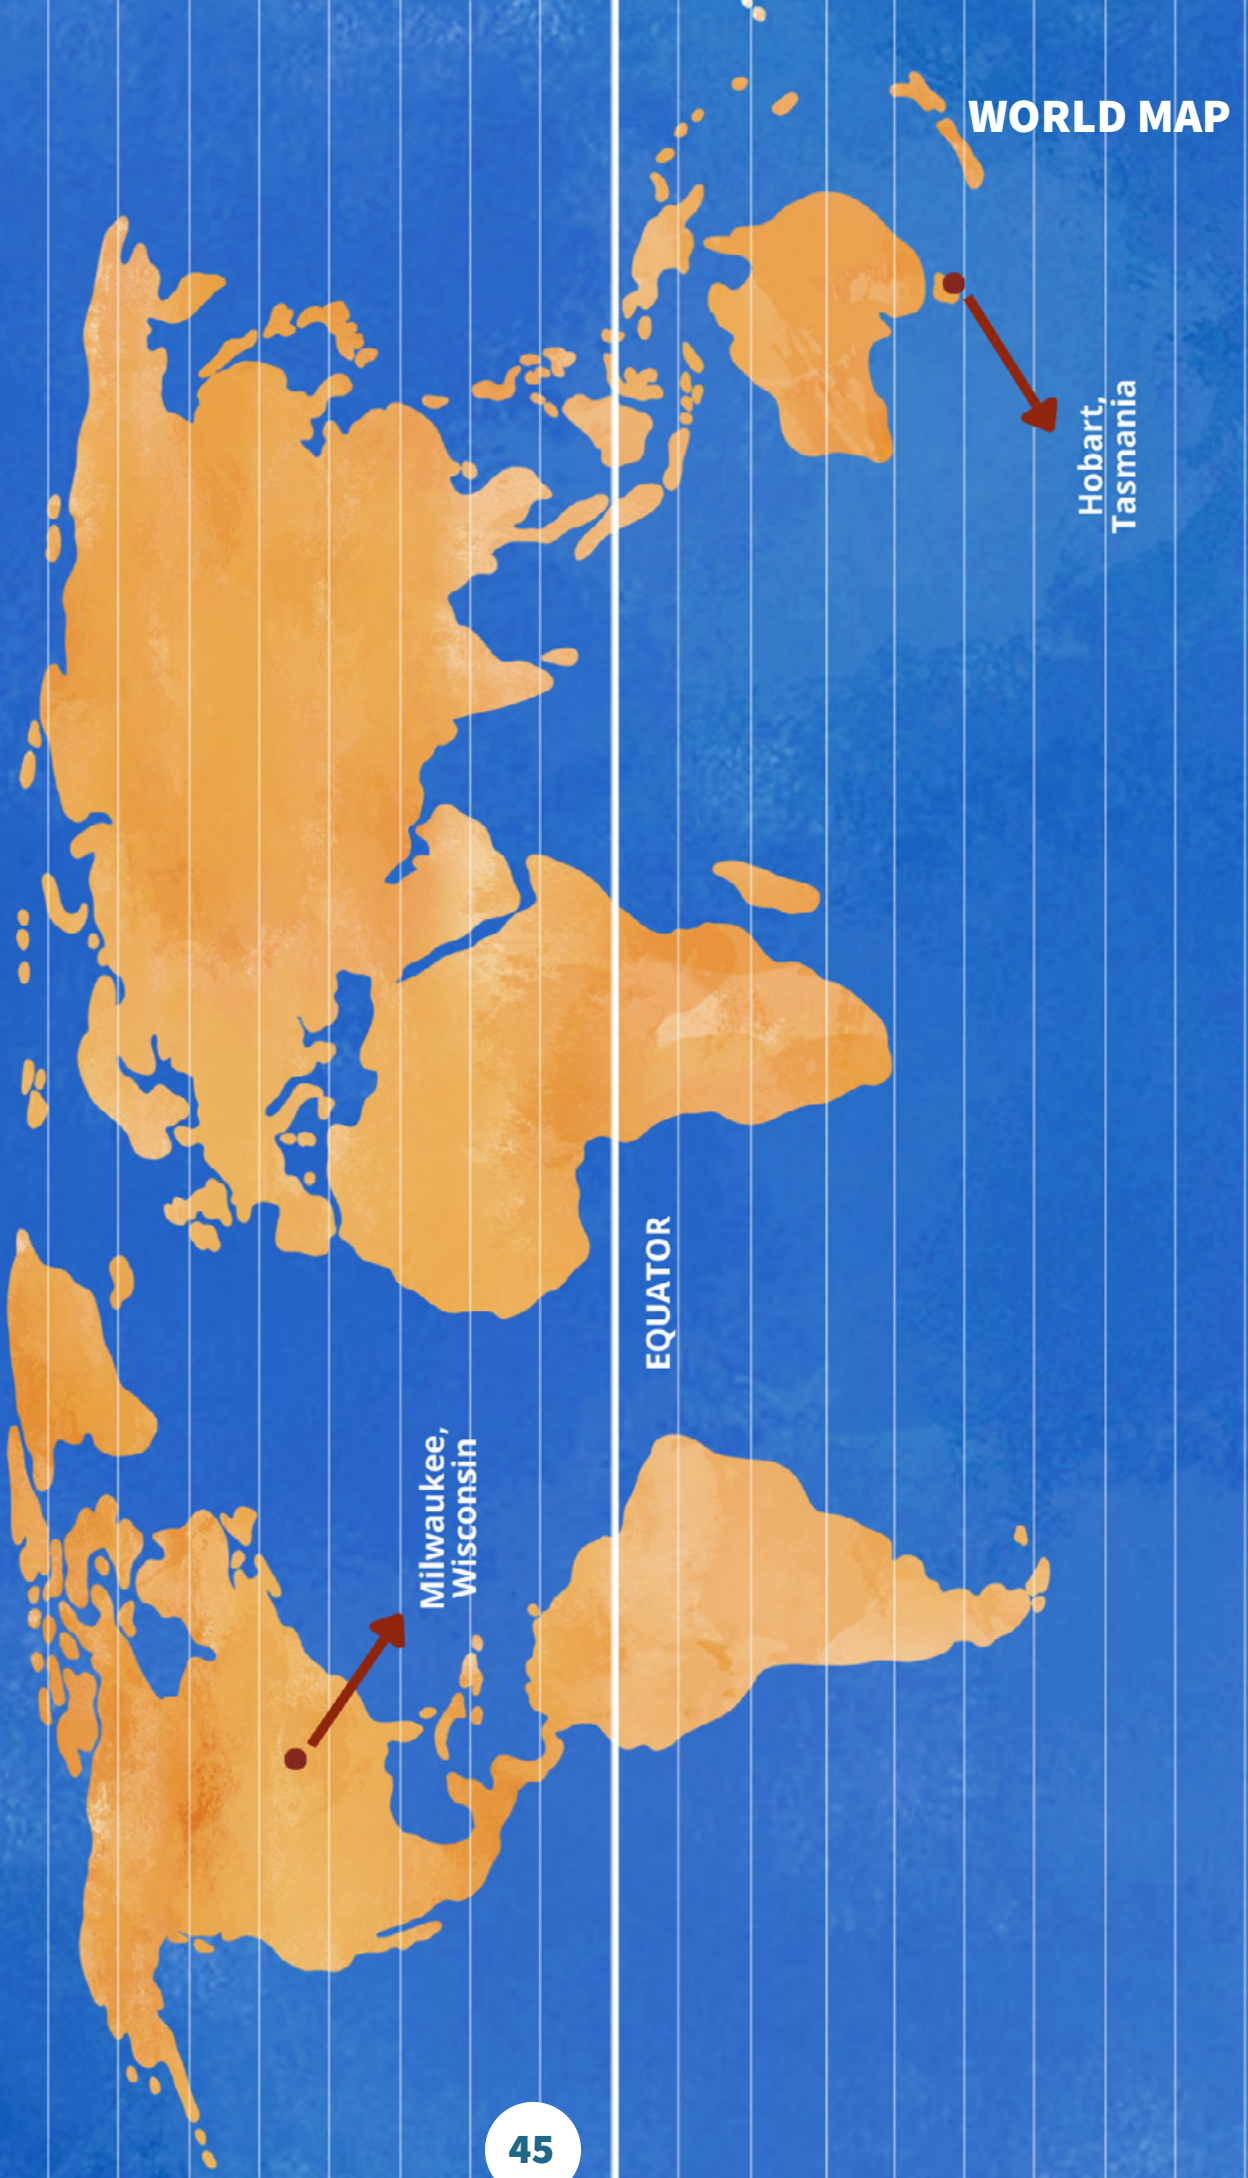 WORLD MAP
Hobart,
Tasmania
EQUATOR
Milwaukee,
Wisconsin
45